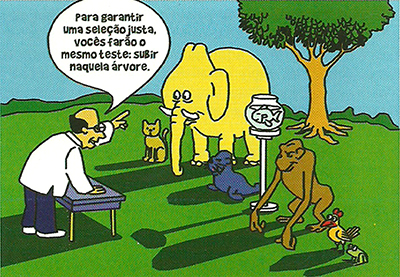 Para garantir
uma seleção justa,
vocês farão o
mesmo teste: subir
naquela árvore.